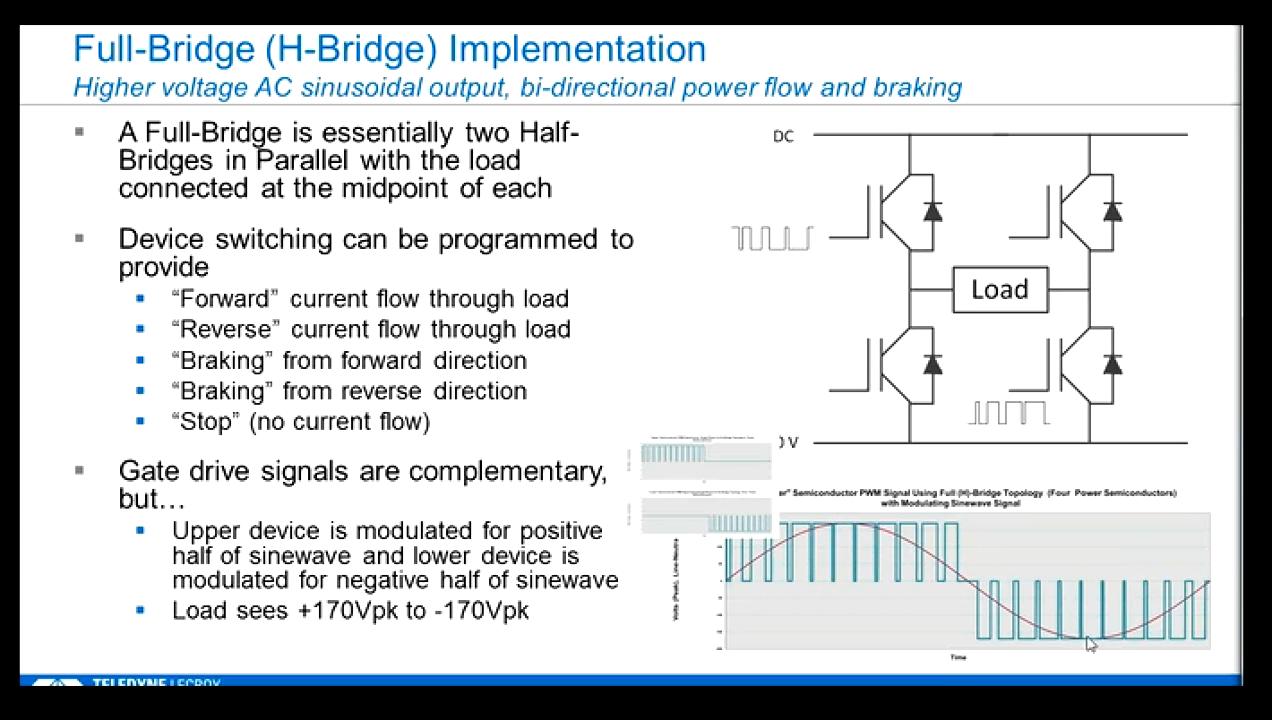 Full-Bridge (H-Bridge) Implementation
Higher voltage AC sinusoidal output, bi-directional power flow and braking
A Full-Bridge is essentially two Half-
Bridges in Parallel with the load
connected at the midpoint of each
Device switching can be programmed to
provide
“Forward” current flow through load
“Reverse” current flow through load
“Braking” from forward direction
“Braking” from reverse direction
“Stop” (no current flow)
Gate drive signals are complementary,
but…
Upper device is modulated for positive
half of sinewave and lower device is
modulated for negative half of sinewave
Load sees +170Vpk to -170Vpk
DC
Load
0 V
Semiconductor PWM Signal Using Full (H)-Bridge Topology (Four Power Semiconductors)
with Modulating Sinewave Signal
Volts (Peak), Line-Neutra
Time
TELEDYNE LECROY